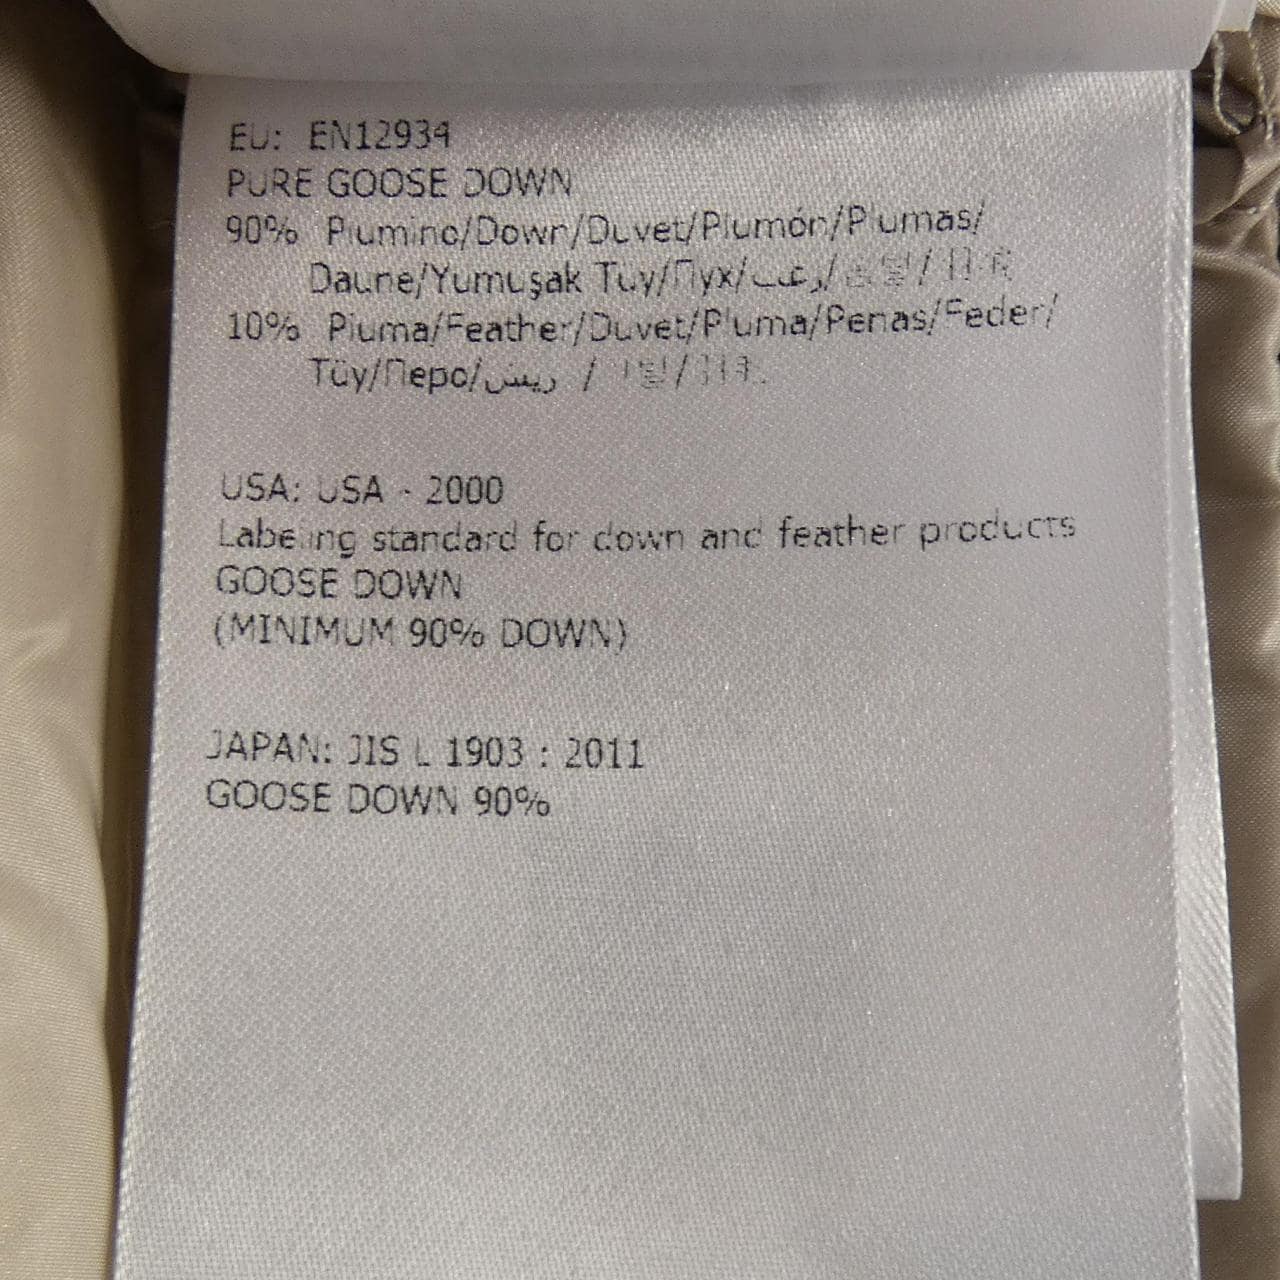 EU: EN12934
PURE GOOSE DOWN
90% Piumino/Down/Duvet/Plumón/Plumas/
Daune/Yumuşak Tüy/Пух/زغب/
10% Piuma/Feather/Duvet/Pluma/Penas/Feder/
Tüy/Перо/ريش /
USA: USA - 2000
Labeling standard for down and feather products
GOOSE DOWN
(MINIMUM 90% DOWN)
JAPAN: JIS L 1903 : 2011
GOOSE DOWN 90%